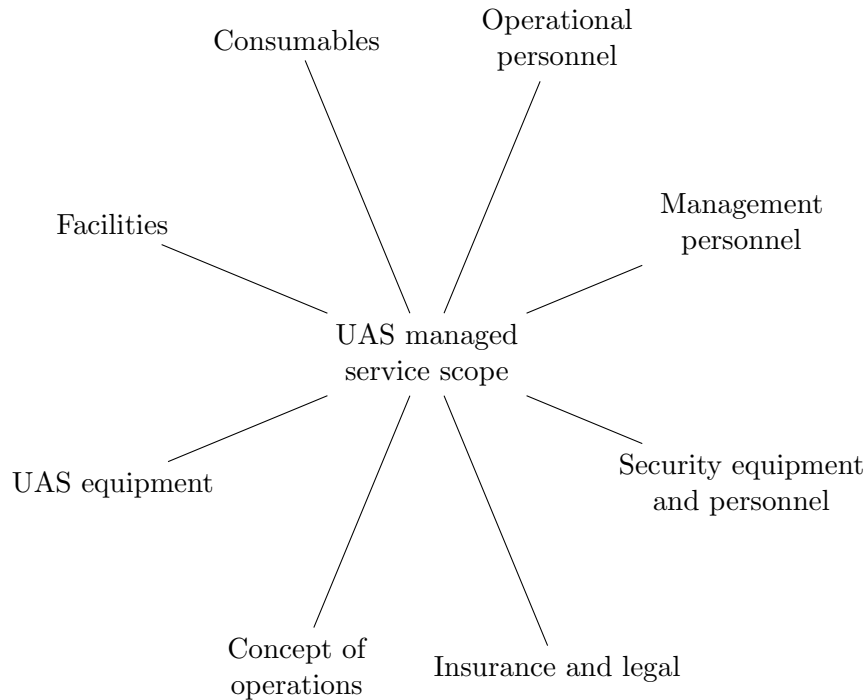 Consumables
Operational
personnel
Facilities
Management
personnel
UAS managed
service scope
UAS equipment
Security equipment
and personnel
Concept of
operations
Insurance and legal